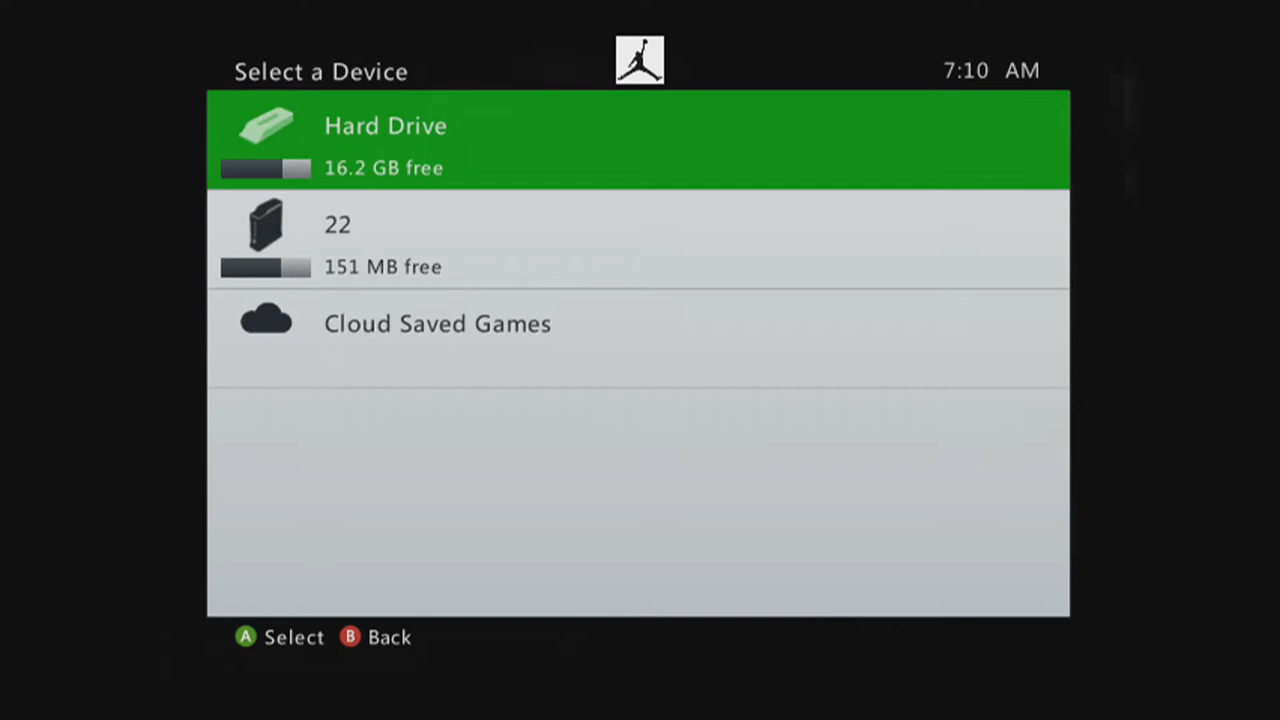 Select a Device
7:10 AM
Hard Drive
16.2 GB free
22
151 MB free
Cloud Saved Games
A Select B Back